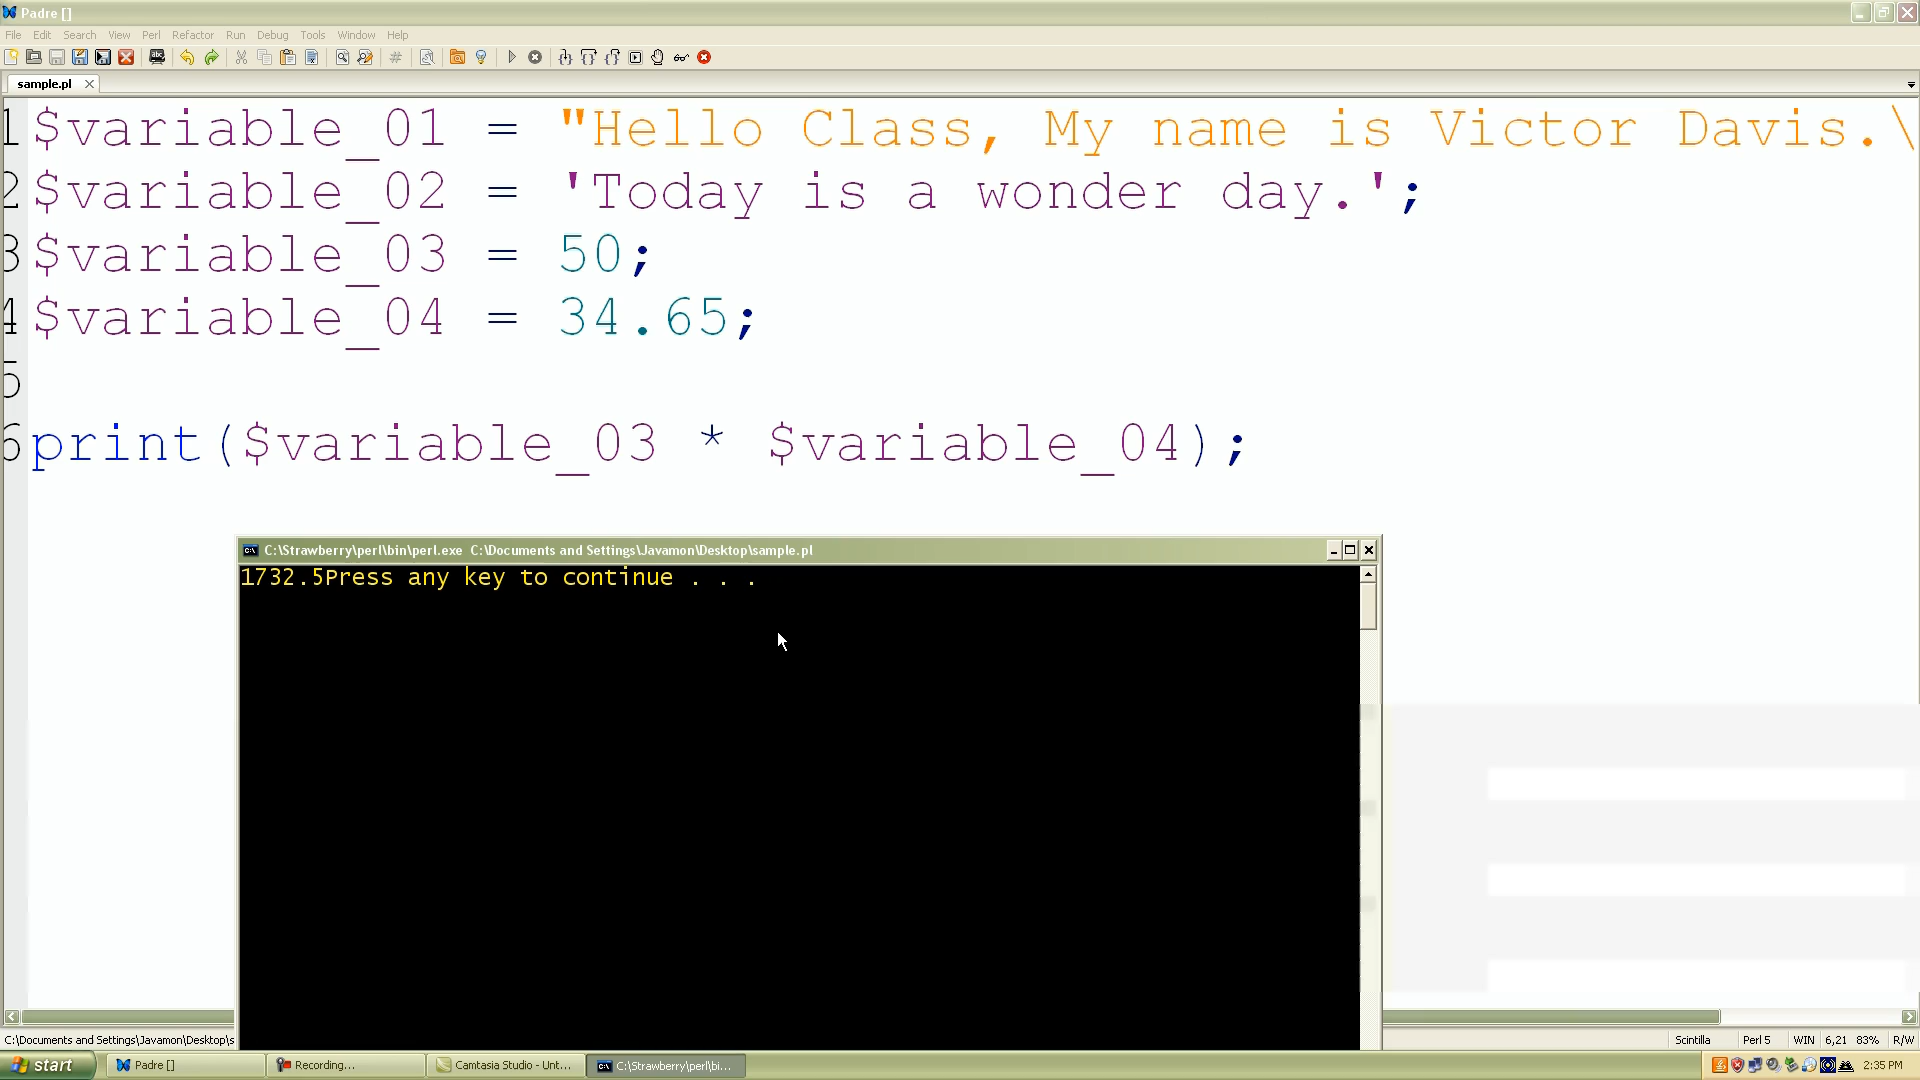 Padre []
File Edit Search View Perl Refactor Run Debug Tools Window Help
sample.pl
1 $variable_01 = "Hello Class, My name is Victor Davis.\
2 $variable_02 = 'Today is a wonder day.';
3 $variable_03 = 50;
4 $variable_04 = 34.65;
5
6 print($variable_03 * $variable_04);
C:\Strawberry\perl\bin\perl.exe C:\Documents and Settings\Javamon\Desktop\sample.pl
1732.5Press any key to continue . . .
C:\Documents and Settings\Javamon\Desktop\s
Scintilla Perl 5 WIN 6,21 83% R/W
start Padre [] Recording... Camtasia Studio - Unt... C:\Strawberry\perl\bi... 2:35 PM